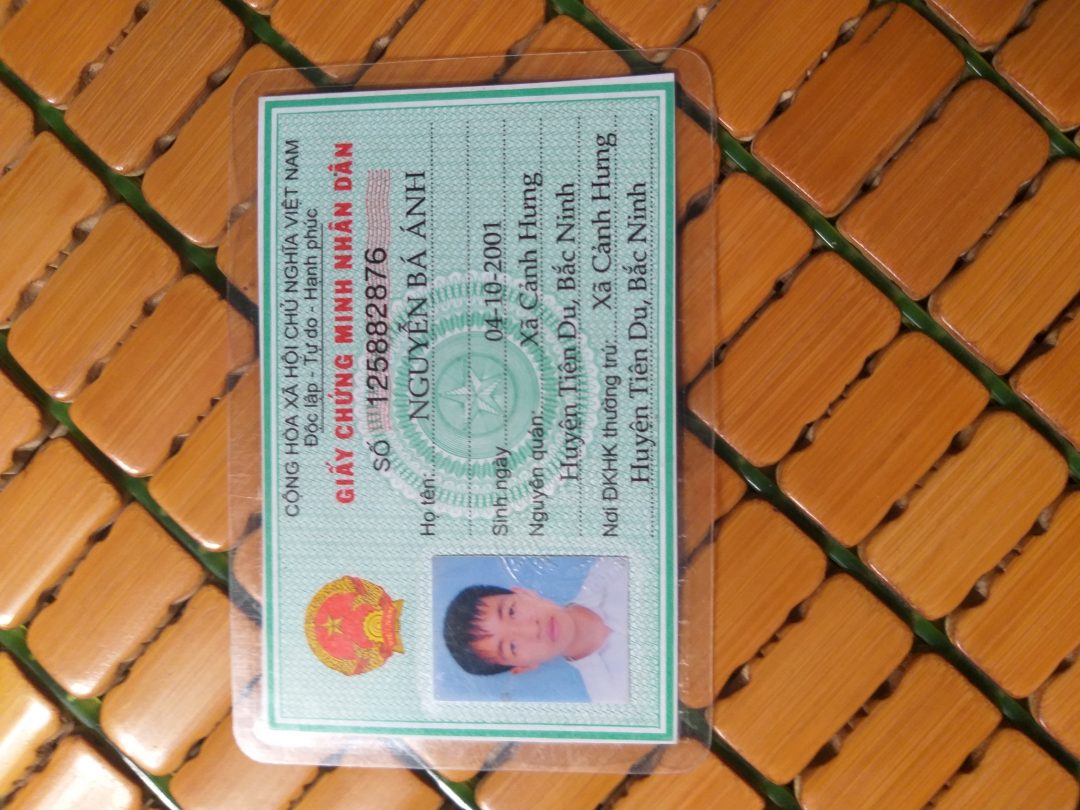 CỘNG HÒA XÃ HỘI CHỦ NGHĨA VIỆT NAM
Độc lập - Tự do - Hạnh phúc
GIẤY CHỨNG MINH NHÂN DÂN
SỐ 125882876
Họ tên: NGUYỄN BÁ ÁNH
Sinh ngày 04-10-2001
Nguyên quán: Xã Cảnh Hưng
Huyện Tiên Du, Bắc Ninh
Nơi ĐKHK thường trú: Xã Cảnh Hưng
Huyện Tiên Du, Bắc Ninh